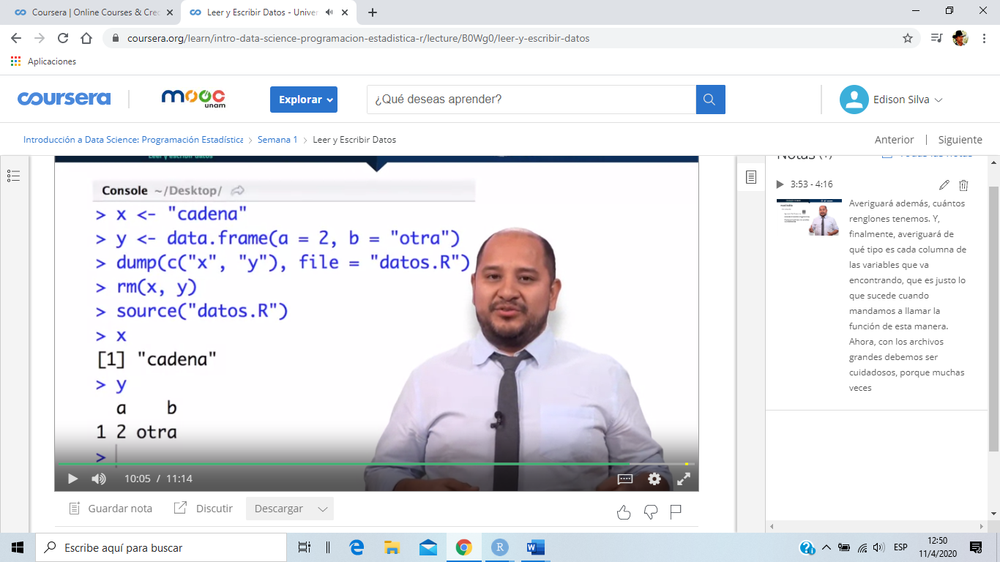 Coursera | Online Courses & Cred
Leer y Escribir Datos - Univer
coursera.org/learn/intro-data-science-programacion-estadistica-r/lecture/B0Wg0/leer-y-escribir-datos
Aplicaciones
coursera
mooc
unam
Explorar
¿Qué deseas aprender?
Edison Silva
Introducción a Data Science: Programación Estadística
Semana 1
Leer y Escribir Datos
Anterior | Siguiente
Leer y escribir datos
Console ~/Desktop/
> x <- "cadena"
> y <- data.frame(a = 2, b = "otra")
> dump(c("x", "y"), file = "datos.R")
> rm(x, y)
> source("datos.R")
> x
[1] "cadena"
> y
a b
1 2 otra
>
10:05 / 11:14
Guardar nota
Discutir
Descargar
Notas (1)
Todas las notas
3:53 - 4:16
Averiguará además, cuántos
renglones tenemos. Y,
finalmente, averiguará de
qué tipo es cada columna de
las variables que va
encontrando, que es justo lo
que sucede cuando
mandamos a llamar la
función de esta manera.
Ahora, con los archivos
grandes debemos ser
cuidadosos, porque muchas
veces
Escribe aquí para buscar
ESP
12:50
11/4/2020